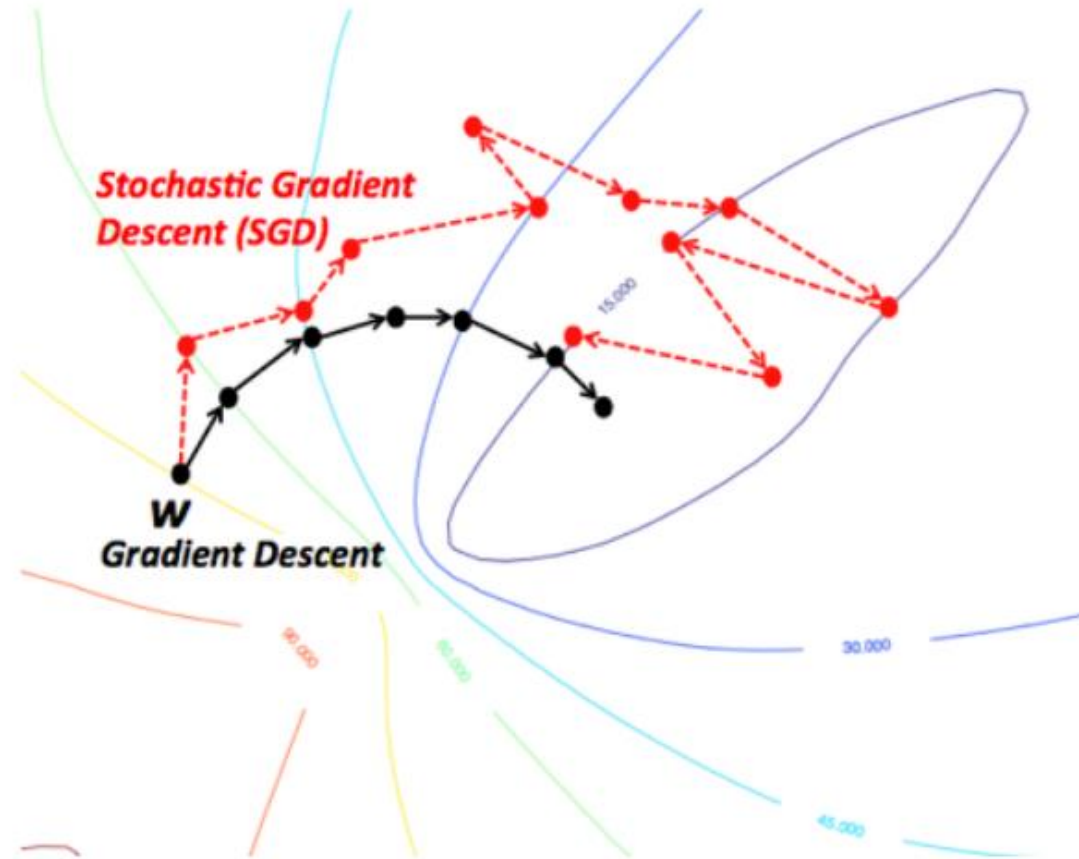 Stochastic Gradient
Descent (SGD)
15.000
W
Gradient Descent
90.000
60.000
30.000
45.000